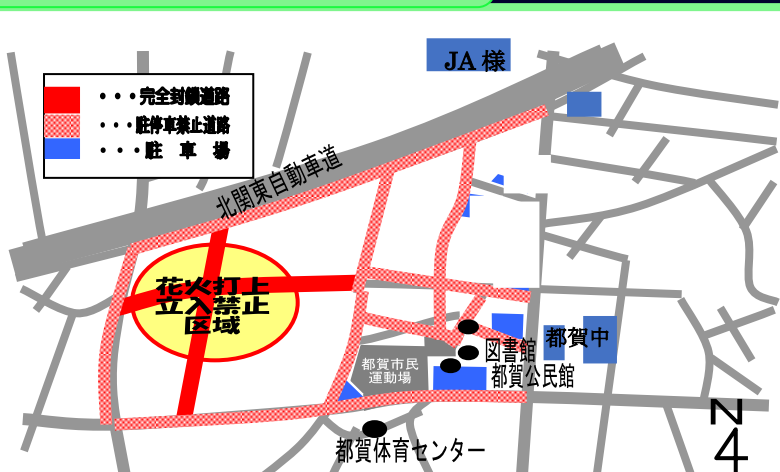 JA 様
・・・完全封鎖道路
・・・駐停車禁止道路
・・・駐 車 場
北関東自動車道
花火打上
立入禁止
区域
都賀中
図書館
都賀市民
運動場
都賀公民館
都賀体育センター
N